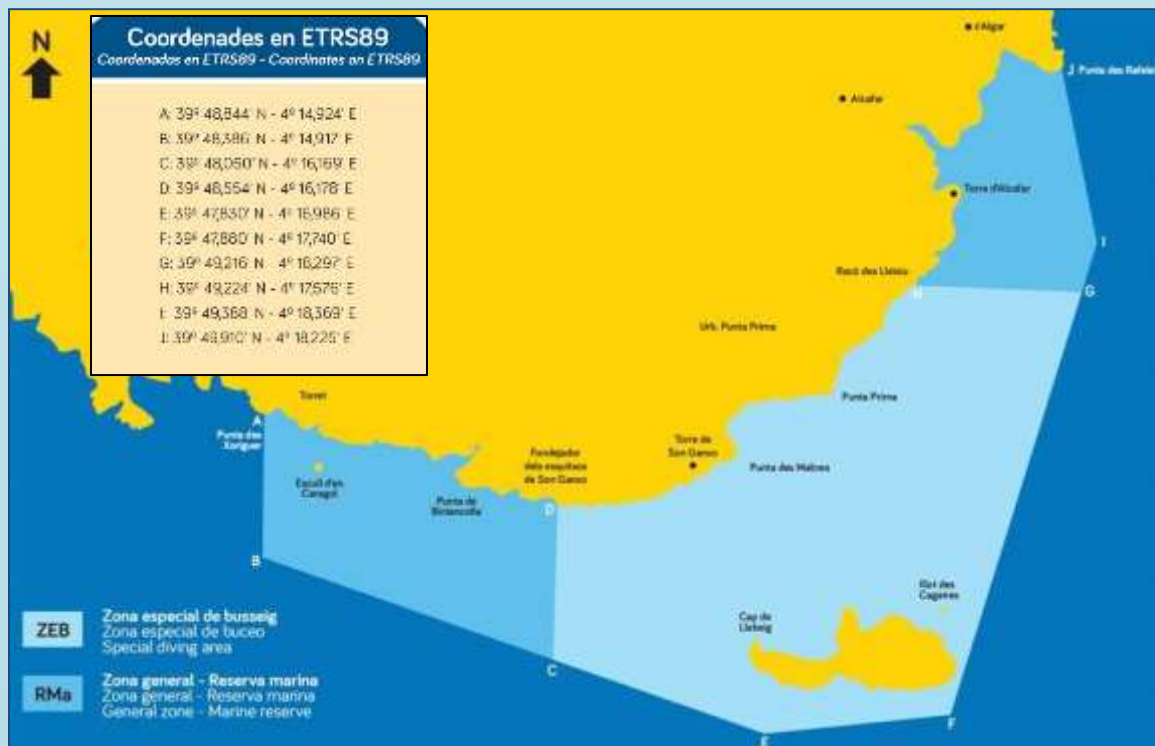 N
Coordenades en ETRS89
Coordenadas en ETRS89 - Coordinates en ETRS89
A: 39º 48,844' N - 4º 14,924' E
B: 39º 48,386' N - 4º 14,917' E
C: 39º 48,050' N - 4º 16,169' E
D: 39º 48,554' N - 4º 16,178' E
E: 39º 47,830' N - 4º 16,986' E
F: 39º 47,880' N - 4º 17,740' E
G: 39º 49,216' N - 4º 18,297' E
H: 39º 49,224' N - 4º 17,576' E
I: 39º 49,368' N - 4º 18,369' E
J: 39º 49,910' N - 4º 18,225' E
s'Algar
J Punta des Rafalet
Alcafar
Torre d'Alcafar
I
Racó des Lleixiu
H
G
Urb. Punta Prima
Torret
Punta Prima
A
Punta des
Xoriguer
Torre de
Son Ganxo
Fondejador
dels esquitxos
de Son Ganxo
Punta des Mabres
Escull d'en
Caragol
Punta de
Biniancolla
D
B
Illot des
Cagaires
Cap de
Llebeig
ZEB
Zona especial de busseig
Zona especial de buceo
Special diving area
C
RMa
Zona general - Reserva marina
Zona general - Reserva marina
General zone - Marine reserve
F
E